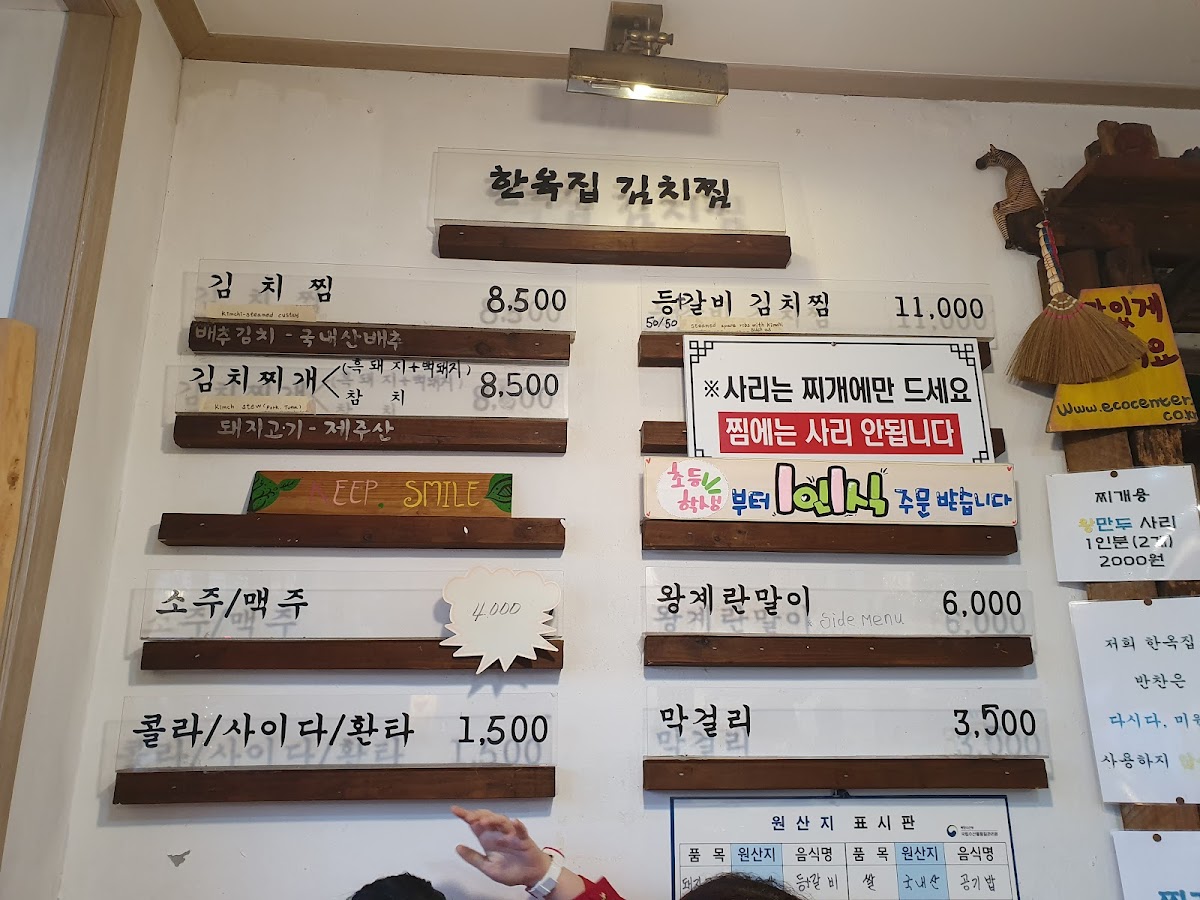 한옥집 김치찜
김 치 찜 8,500
kimchi-steamed
배추김치 - 국내산배추
김치찌개 (흑돼지+백돼지) 8,500
참 치
Kimchi stew (Pork, Tuna)
돼지고기 - 제주산
KEEP. SMILE
소주/맥주 4,000
콜라/사이다/환타 1,500
등갈비 김치찜 11,000
50/50
steamed spare ribs with kimchi
※사리는 찌개에만 드세요
찜에는 사리 안됩니다
초등학생 부터 1인1식 주문 받습니다
왕계란말이 6,000
Side Menu
막걸리 3,500
원산지 표시판
품 목 원산지 음식명 품 목 원산지 음식명
등갈비 쌀 국내산 공기밥
www.ecocenter
찌개용
왕만두 사리
1인분(2개)
2000원
저희 한옥집
반찬은
다시다, 미원
사용하지